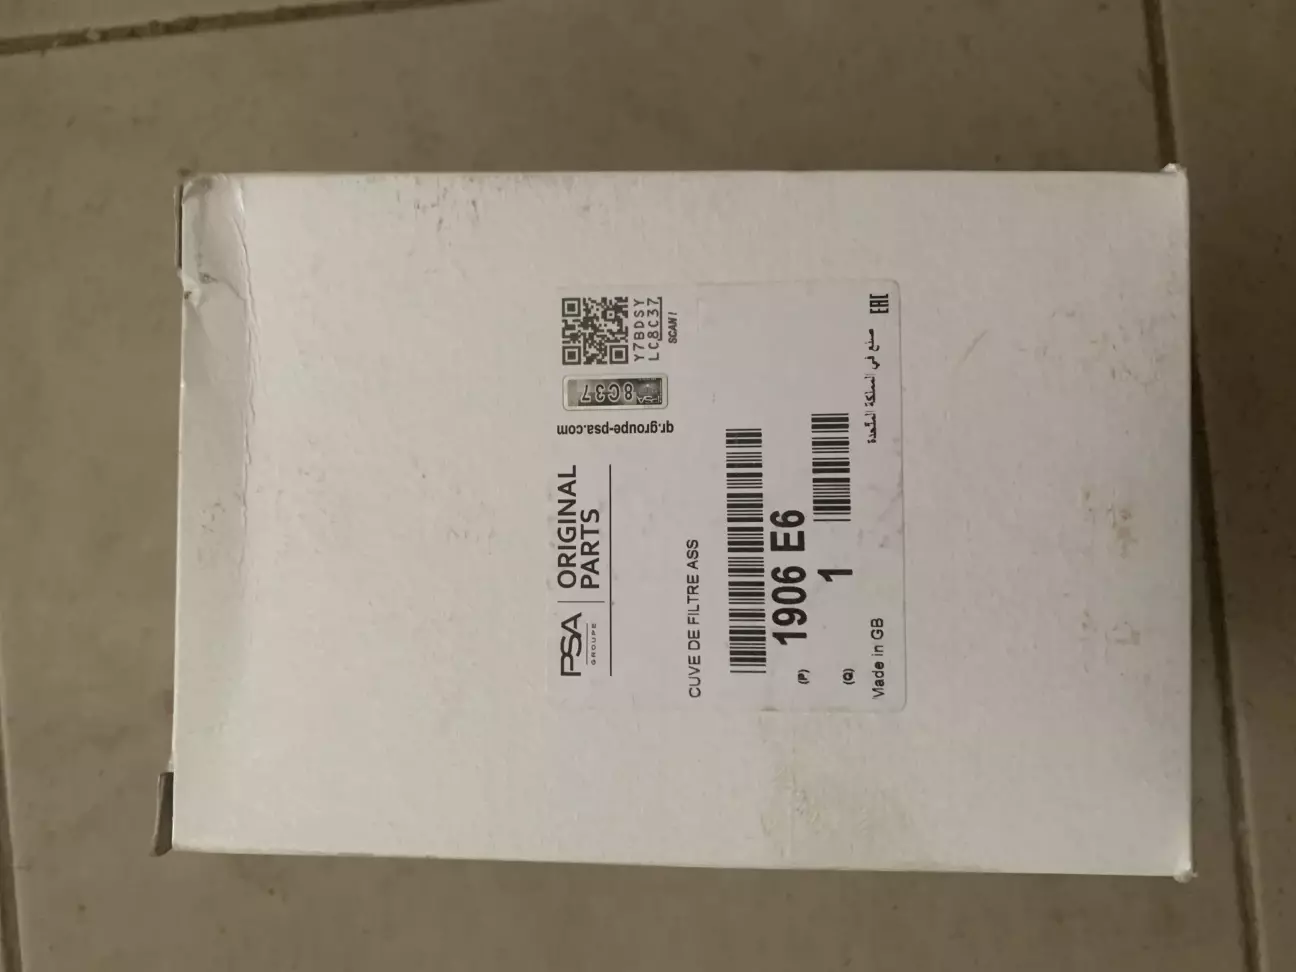 PSA
GROUPE
ORIGINAL
PARTS
qr.groupe-psa.com
8C37
Y7BDSY
LC8C37
SCAN!
CUVE DE FILTRE ASS
(P) 1906 E6
(Q) 1
Made in GB
صنع في المملكة المتحدة
EAC